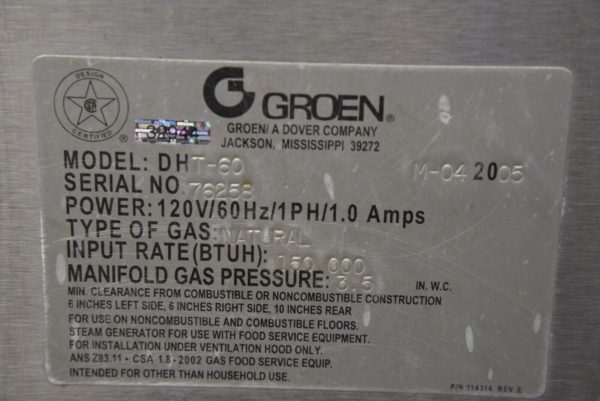 DESIGN
CERTIFIED
GROEN®
GROEN/A DOVER COMPANY
JACKSON, MISSISSIPPI 39272
MODEL: DHT-60 M-04 2005
SERIAL NO. 76258
POWER: 120V/60Hz/1PH/1.0 Amps
TYPE OF GAS: NATURAL
INPUT RATE(BTUH): 150,000
MANIFOLD GAS PRESSURE: 3.5 IN. W.C.
MIN. CLEARANCE FROM COMBUSTIBLE OR NONCOMBUSTIBLE CONSTRUCTION
6 INCHES LEFT SIDE, 6 INCHES RIGHT SIDE, 10 INCHES REAR
FOR USE ON NONCOMBUSTIBLE AND COMBUSTIBLE FLOORS.
STEAM GENERATOR FOR USE WITH FOOD SERVICE EQUIPMENT.
FOR INSTALLATION UNDER VENTILATION HOOD ONLY.
ANS Z83.11 • CSA 1.8-2002 GAS FOOD SERVICE EQUIP.
INTENDED FOR OTHER THAN HOUSEHOLD USE.
P/N 114314 REV. E